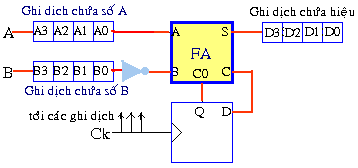 Ghi dịch chứa số A
Ghi dịch chứa hiệu
A
A3 A2 A1 A0
A
S
D3 D2 D1 D0
FA
B
B3 B2 B1 B0
B
C0
C
Ghi dịch chứa số B
tới các ghi dịch
Q
D
Ck